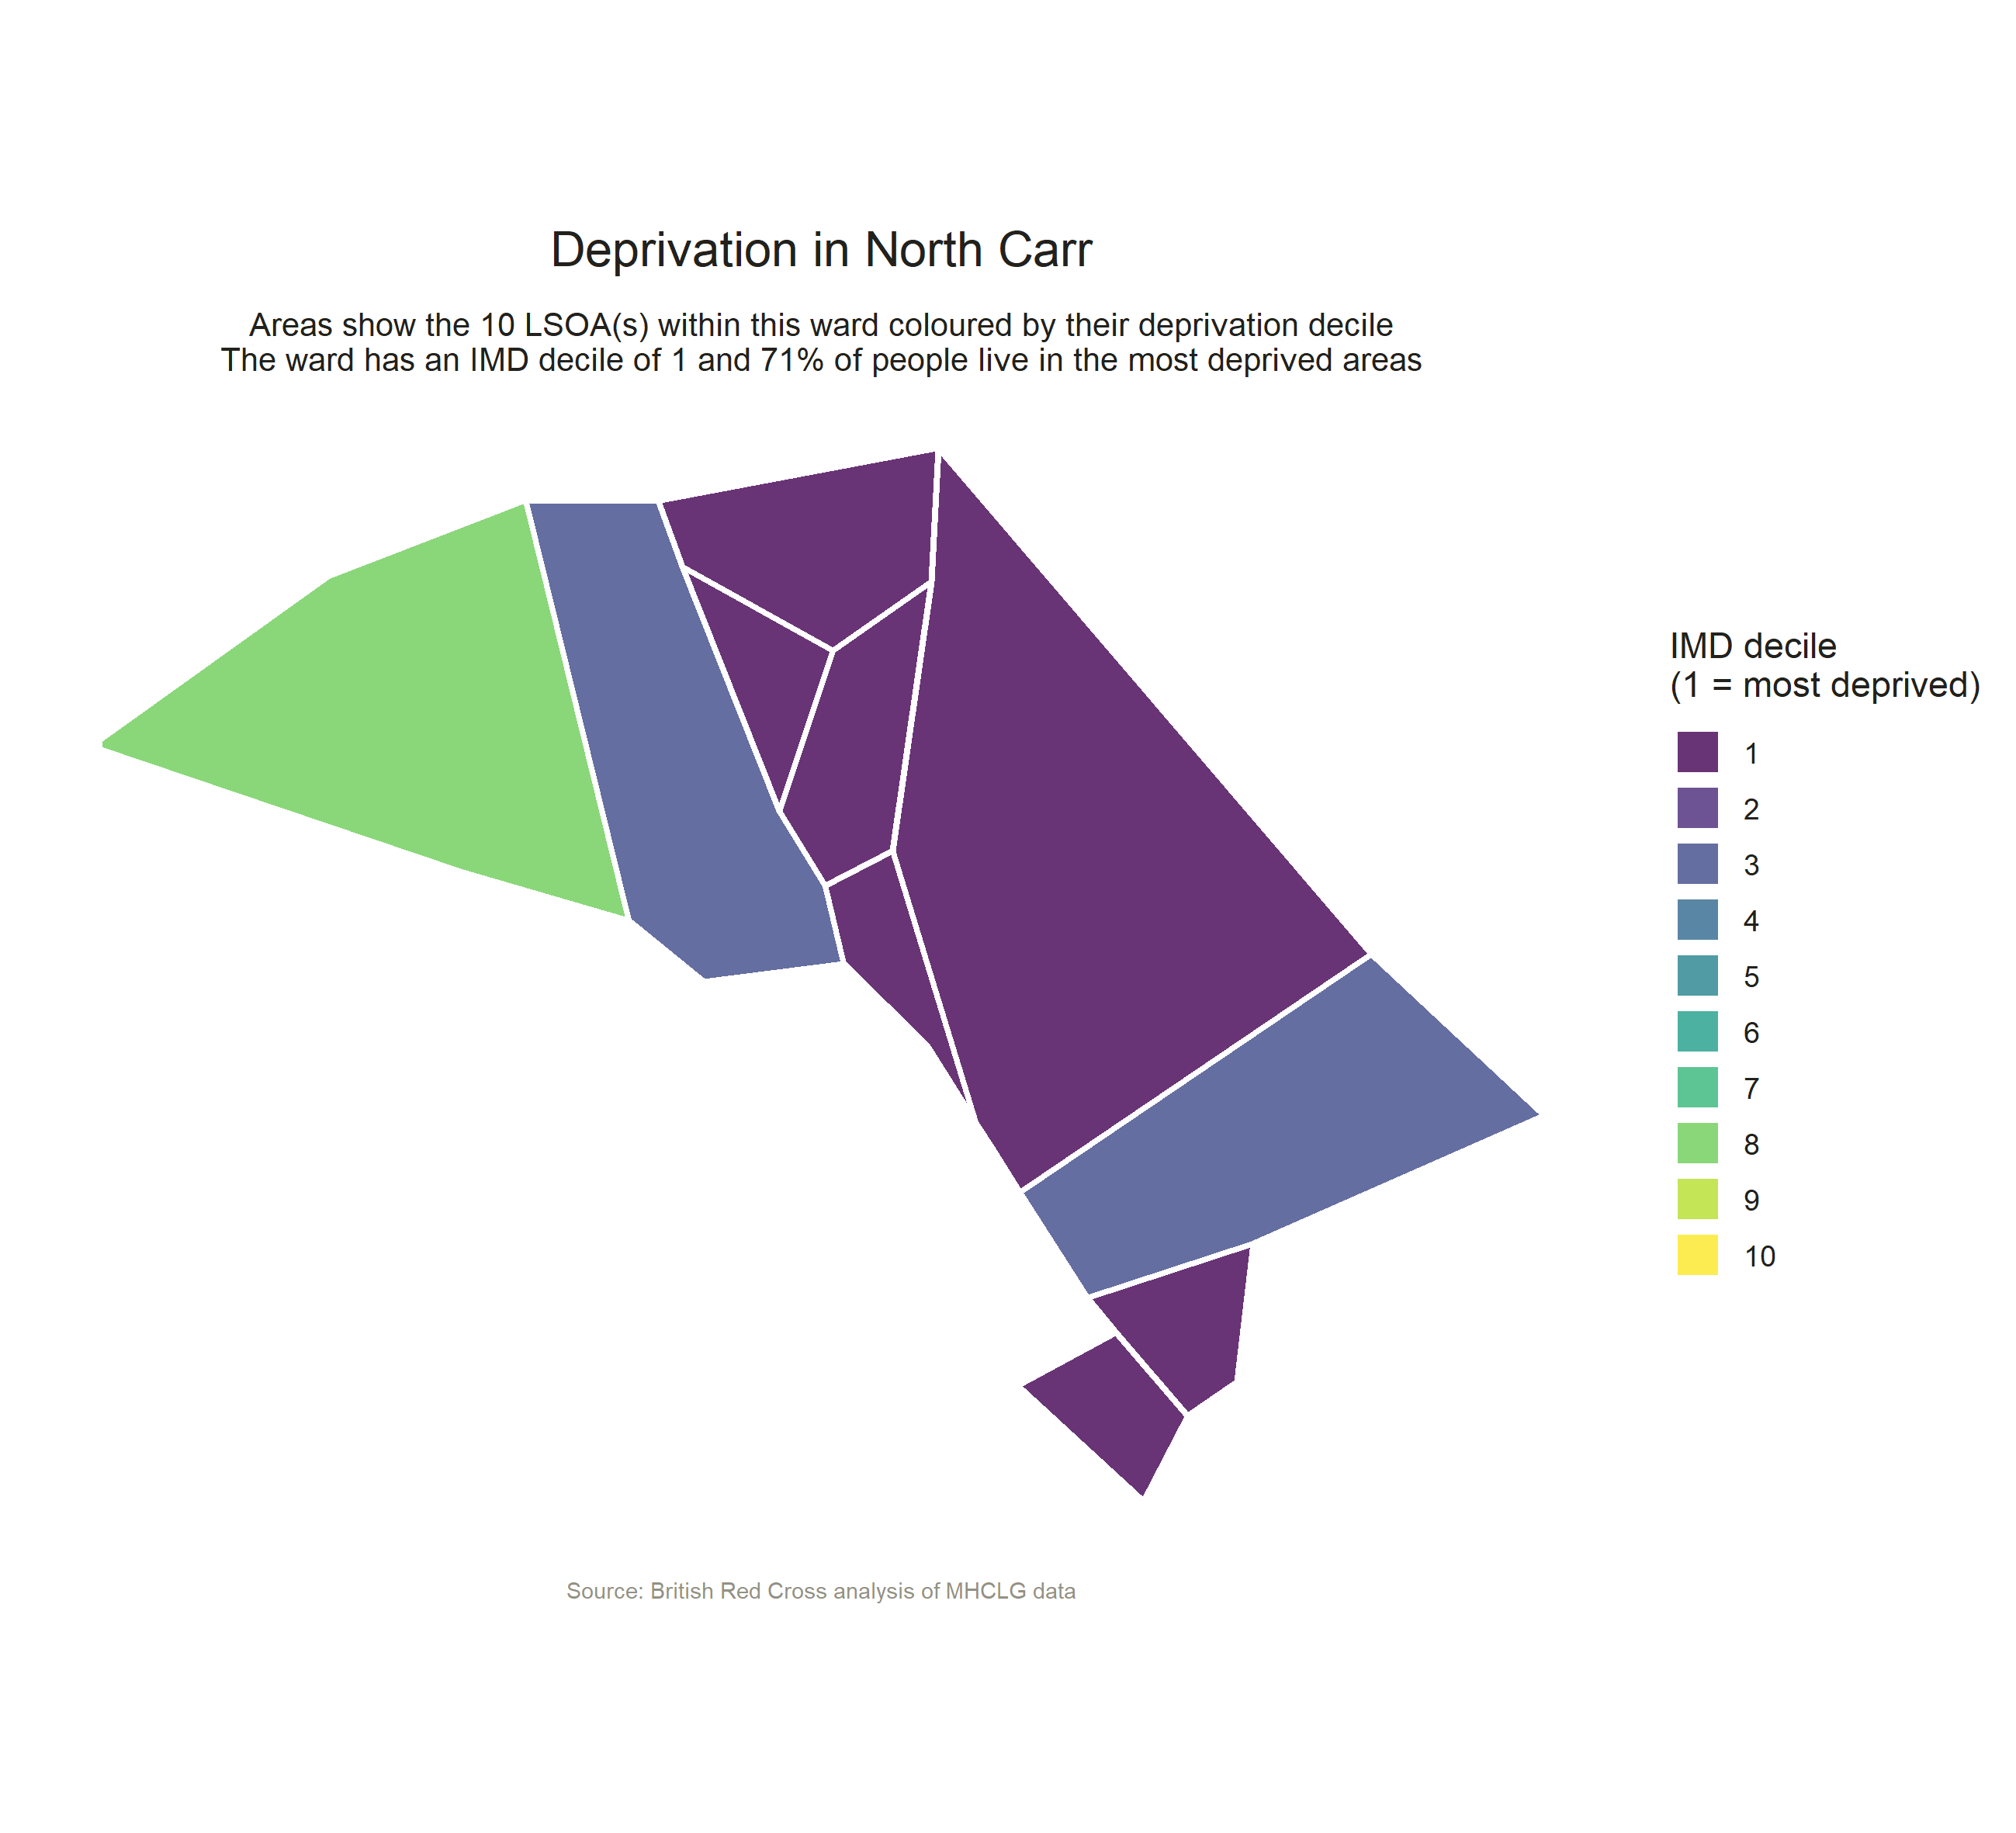 Deprivation in North Carr
Areas show the 10 LSOA(s) within this ward coloured by their deprivation decile
The ward has an IMD decile of 1 and 71% of people live in the most deprived areas
IMD decile
(1 = most deprived)
1
2
3
4
5
6
7
8
9
10
Source: British Red Cross analysis of MHCLG data